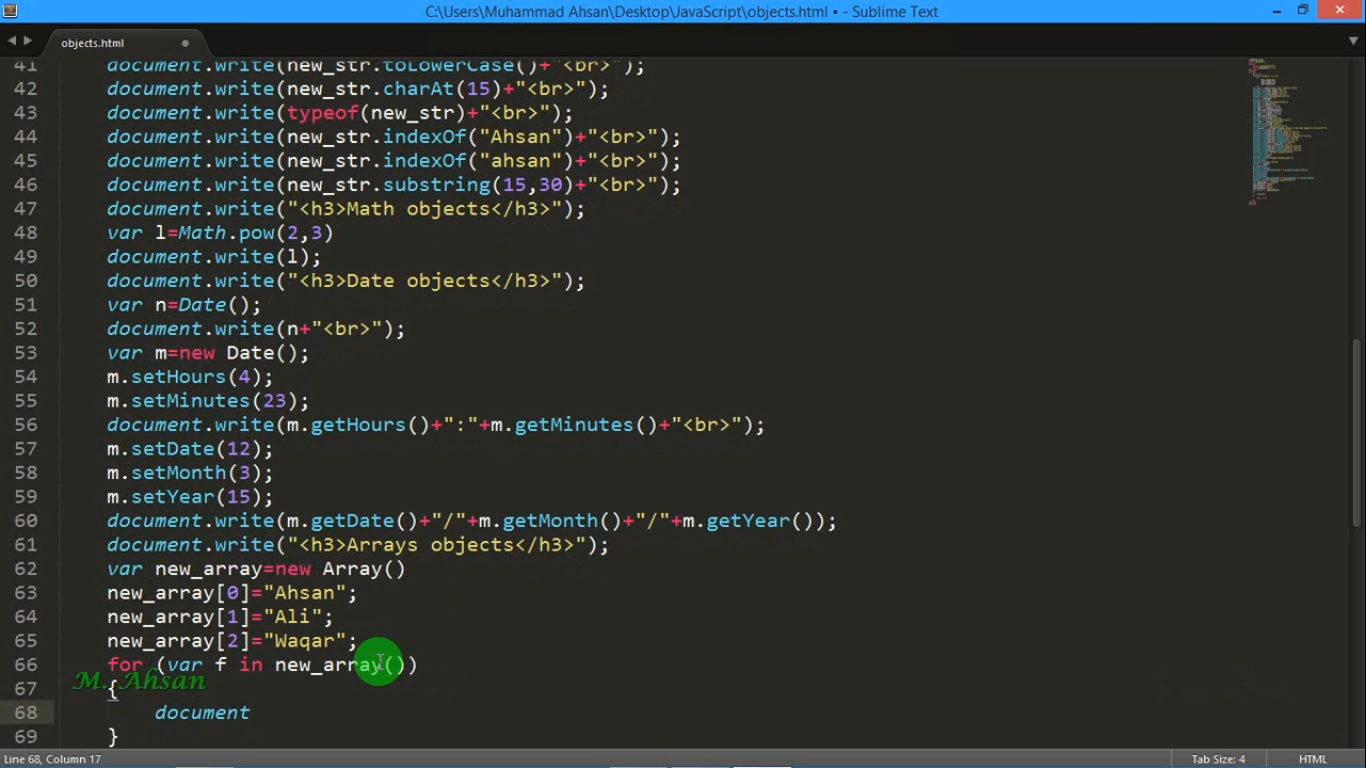 C:\Users\Muhammad Ahsan\Desktop\JavaScript\objects.html • - Sublime Text
objects.html
41 document.write(new_str.toLowerCase()+"<br>");
42 document.write(new_str.charAt(15)+"<br>");
43 document.write(typeof(new_str)+"<br>");
44 document.write(new_str.indexOf("Ahsan")+"<br>");
45 document.write(new_str.indexOf("ahsan")+"<br>");
46 document.write(new_str.substring(15,30)+"<br>");
47 document.write("<h3>Math objects</h3>");
48 var l=Math.pow(2,3)
49 document.write(l);
50 document.write("<h3>Date objects</h3>");
51 var n=Date();
52 document.write(n+"<br>");
53 var m=new Date();
54 m.setHours(4);
55 m.setMinutes(23);
56 document.write(m.getHours()+":"+m.getMinutes()+"<br>");
57 m.setDate(12);
58 m.setMonth(3);
59 m.setYear(15);
60 document.write(m.getDate()+"/"+m.getMonth()+"/"+m.getYear());
61 document.write("<h3>Arrays objects</h3>");
62 var new_array=new Array()
63 new_array[0]="Ahsan";
64 new_array[1]="Ali";
65 new_array[2]="Waqar";
66 for (var f in new_array())
M. Ahsan
67 {
68 document
69 }
Line 68, Column 17
Tab Size: 4
HTML